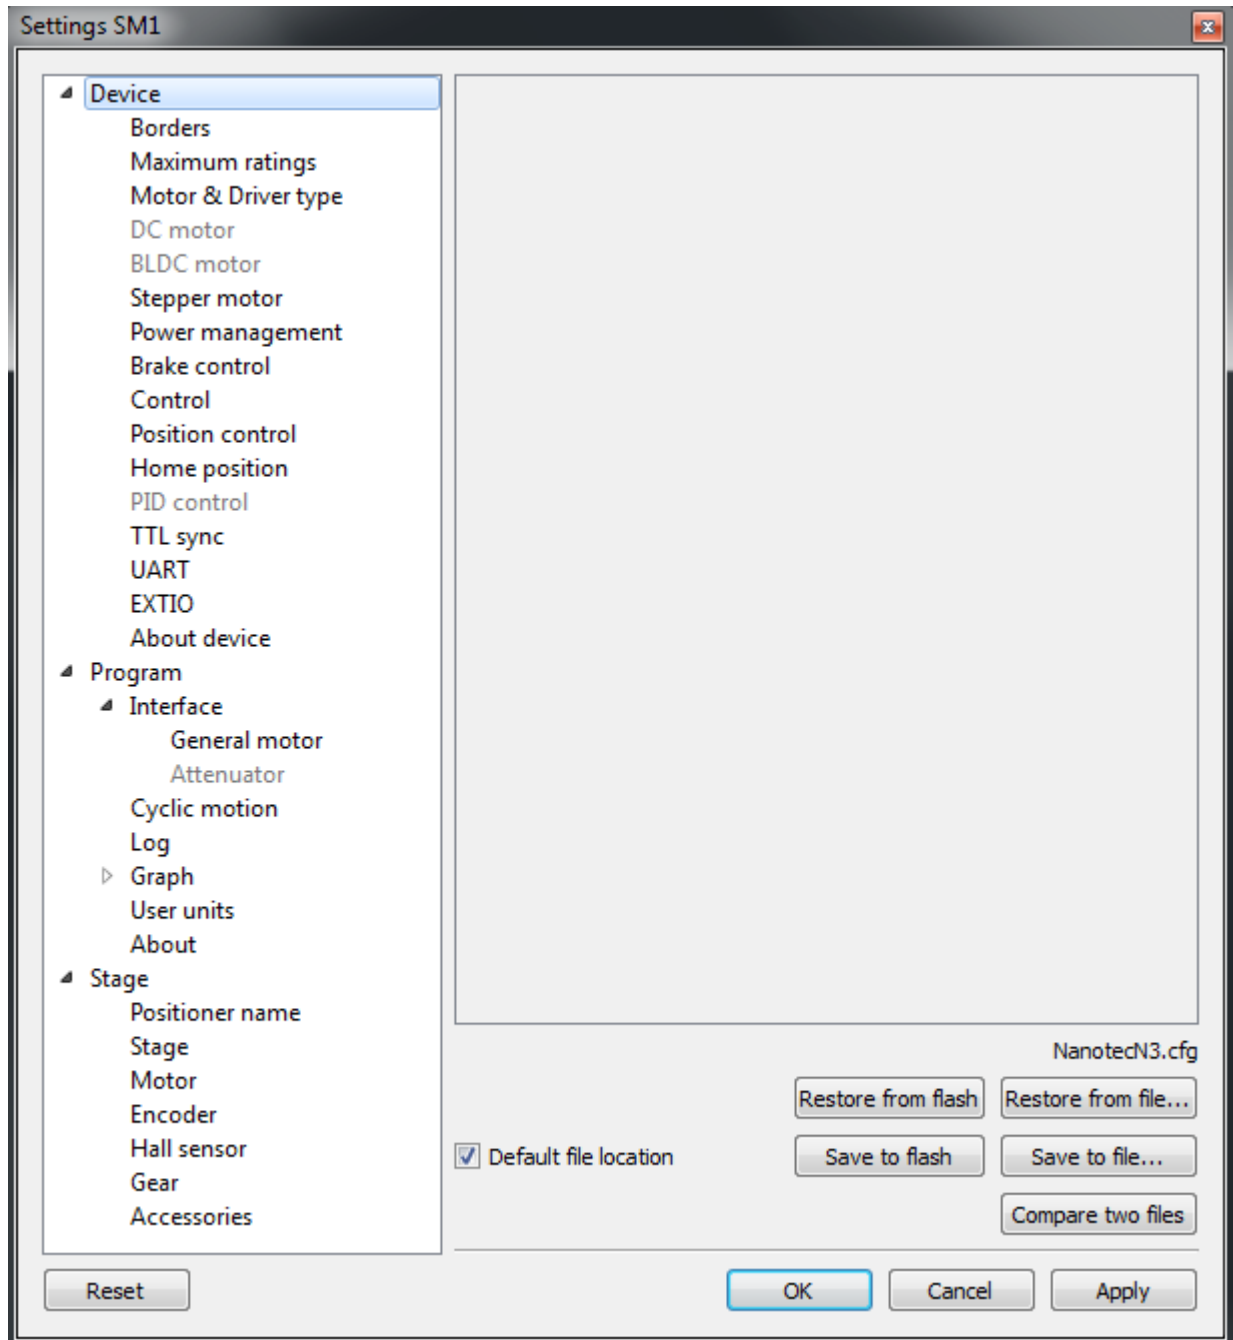 Settings SM1
Device
Borders
Maximum ratings
Motor & Driver type
DC motor
BLDC motor
Stepper motor
Power management
Brake control
Control
Position control
Home position
PID control
TTL sync
UART
EXTIO
About device
Program
Interface
General motor
Attenuator
Cyclic motion
Log
Graph
User units
About
Stage
Positioner name
Stage
Motor
Encoder
Hall sensor
Gear
Accessories
NanotecN3.cfg
Restore from flash Restore from file...
Default file location Save to flash Save to file...
Compare two files
Reset OK Cancel Apply